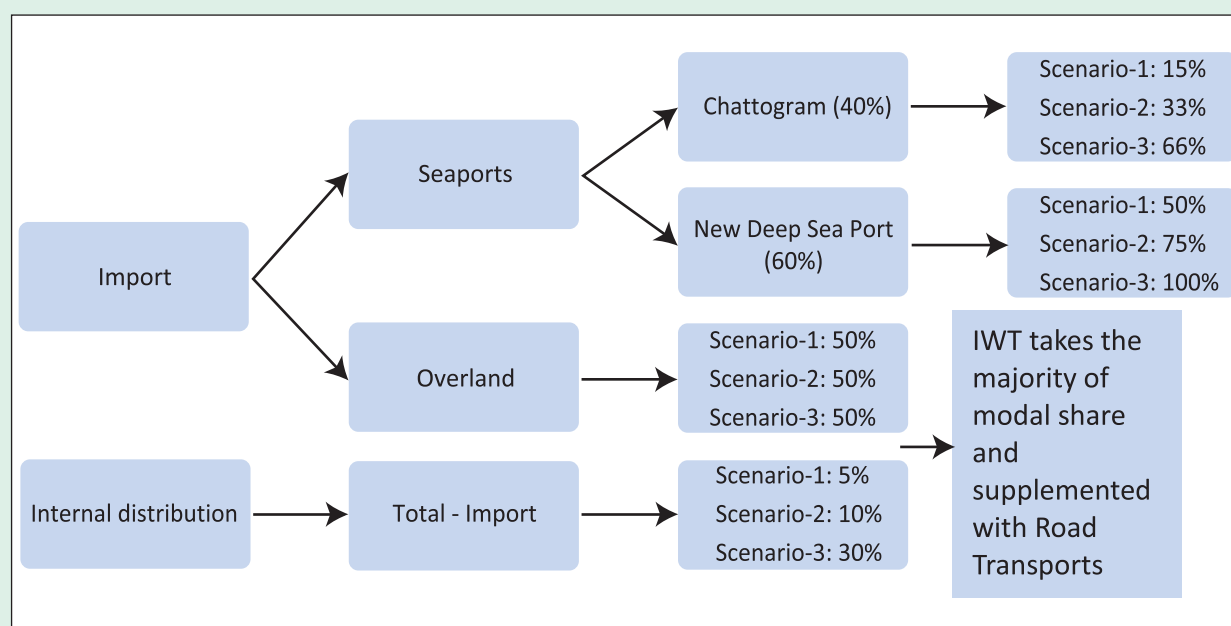 Import
Seaports
Chattogram (40%)
Scenario-1: 15%
Scenario-2: 33%
Scenario-3: 66%
New Deep Sea Port
(60%)
Scenario-1: 50%
Scenario-2: 75%
Scenario-3: 100%
Overland
Scenario-1: 50%
Scenario-2: 50%
Scenario-3: 50%
Internal distribution
Total - Import
Scenario-1: 5%
Scenario-2: 10%
Scenario-3: 30%
IWT takes the
majority of
modal share
and
supplemented
with Road
Transports